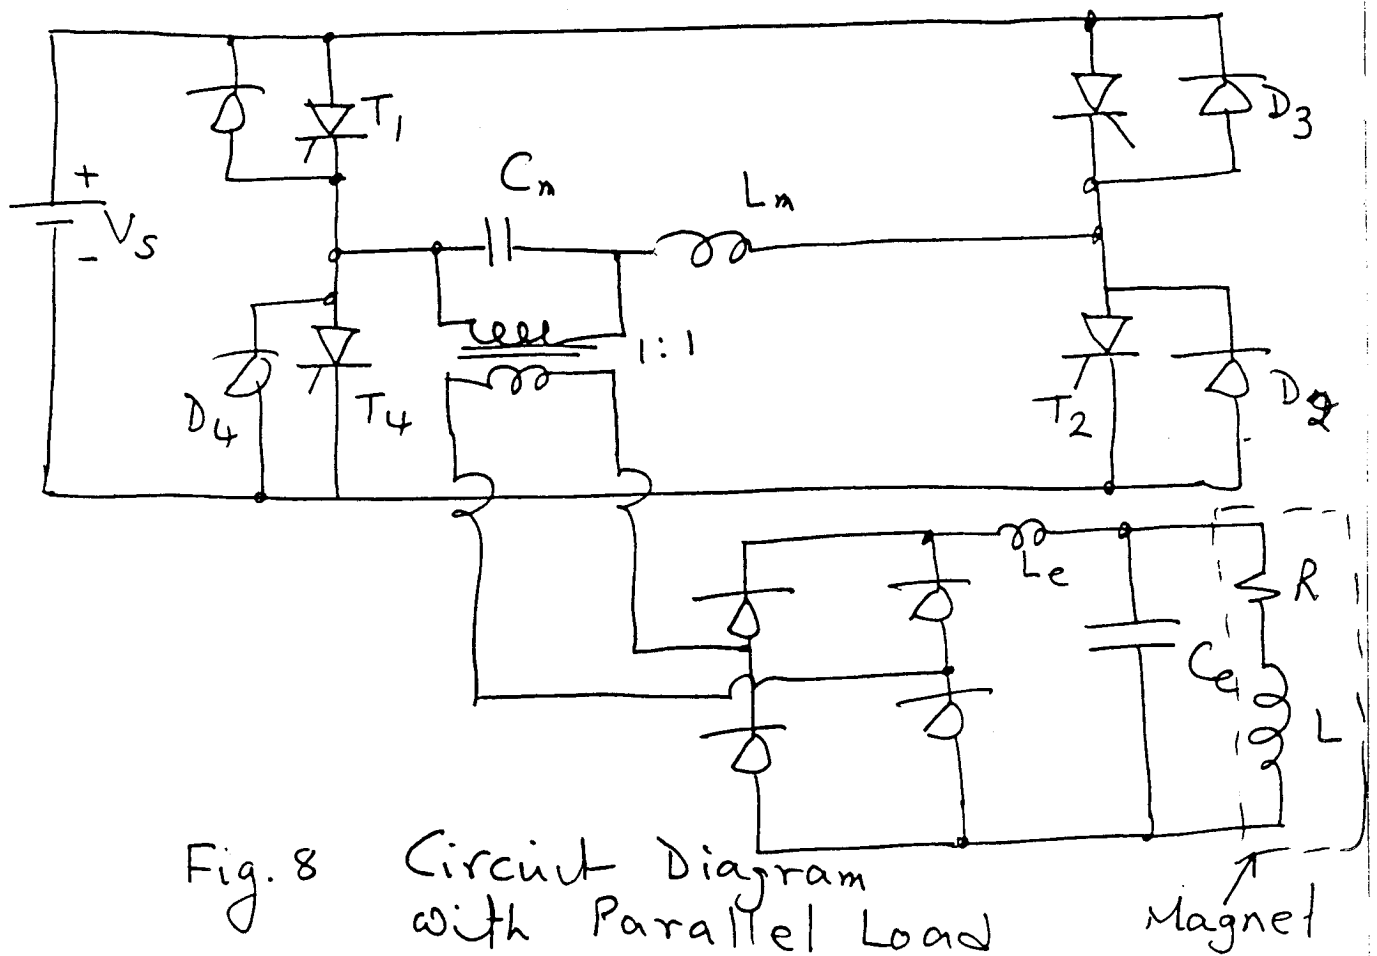 T1
D3
+
Vs
-
Cn
Lm
1:1
D4
T4
T2
D2
Le
R
Ce
L
Fig. 8 Circuit Diagram
with Parallel Load
Magnet